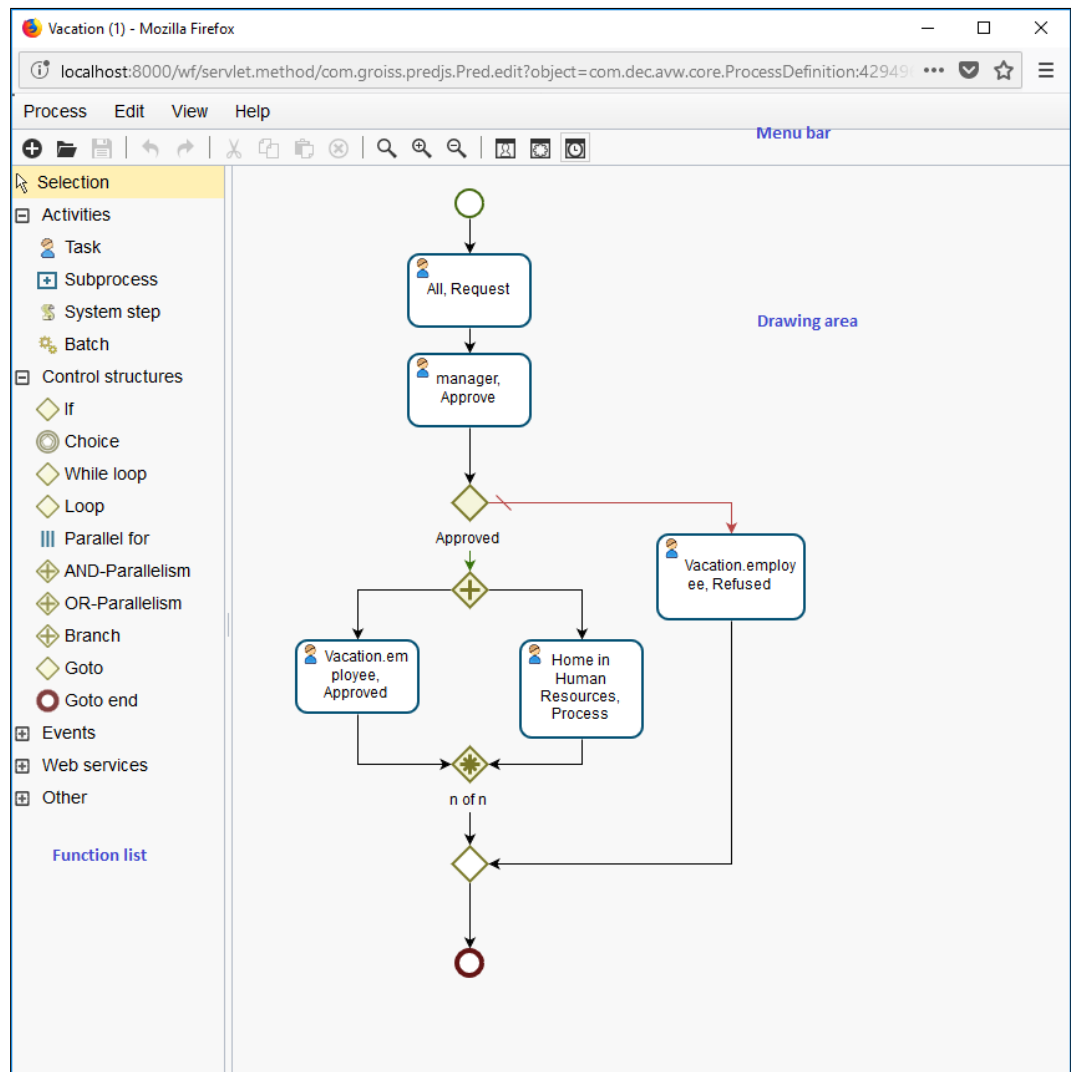 Vacation (1) - Mozilla Firefox
localhost:8000/wf/servlet.method/com.groiss.predjs.Pred.edit?object=com.dec.avw.core.ProcessDefinition:42949
Process Edit View Help
Menu bar
Selection
Activities
Task
Subprocess
System step
Batch
Control structures
If
Choice
While loop
Loop
Parallel for
AND-Parallelism
OR-Parallelism
Branch
Goto
Goto end
Events
Web services
Other
Function list
Drawing area
All, Request
manager,
Approve
Approved
Vacation.employ
ee, Refused
Vacation.em
ployee,
Approved
Home in
Human
Resources,
Process
n of n